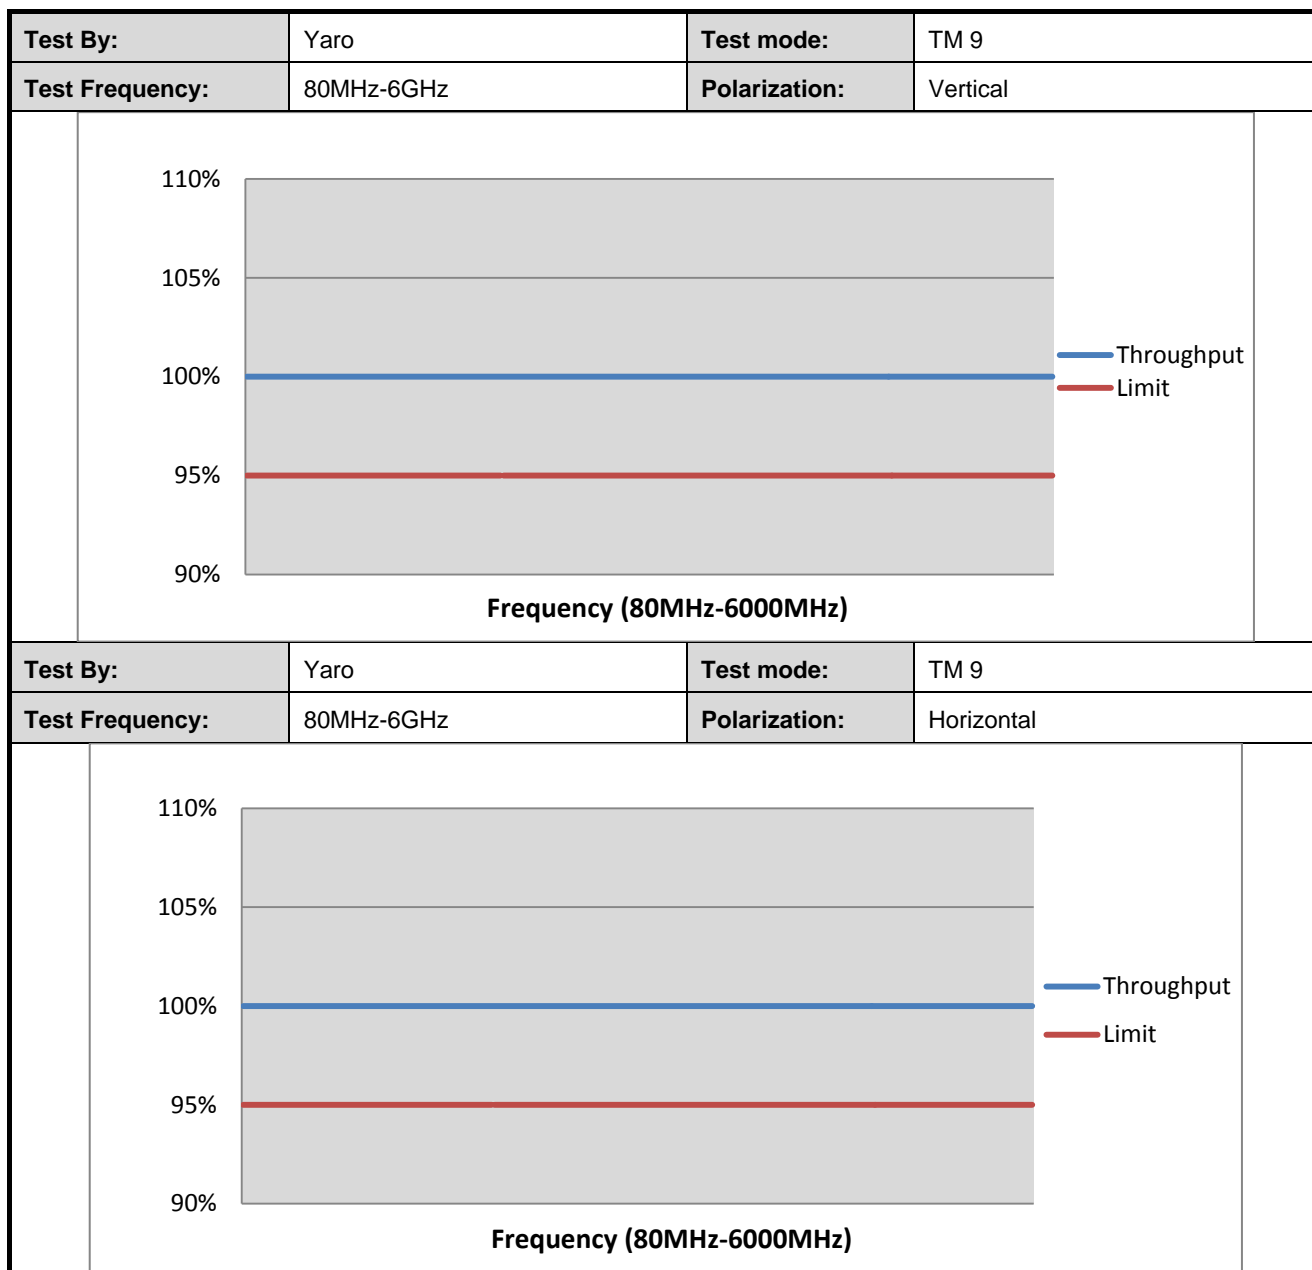 Test By: Yaro Test mode: TM 9
Test Frequency: 80MHz-6GHz Polarization: Vertical
110%
105%
100%
95%
90%
Throughput
Limit
Frequency (80MHz-6000MHz)
Test By: Yaro Test mode: TM 9
Test Frequency: 80MHz-6GHz Polarization: Horizontal
110%
105%
100%
95%
90%
Throughput
Limit
Frequency (80MHz-6000MHz)